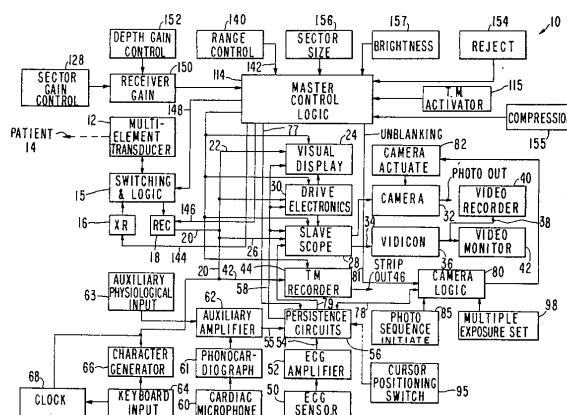 152
140
156
157
154
10
DEPTH GAIN
CONTROL
RANGE
CONTROL
SECTOR
SIZE
BRIGHTNESS
REJECT
128
150
114
142
SECTOR
GAIN CONTROL
RECEIVER
GAIN
MASTER
CONTROL
LOGIC
115
T.M
ACTIVATOR
148
12
77
24
UNBLANKING
82
COMPRESSION
155
PATIENT
14
MULTI-
ELEMENT
TRANSDUCER
22
VISUAL
DISPLAY
CAMERA
ACTUATE
PHOTO OUT
40
15
30
SWITCHING
& LOGIC
DRIVE
ELECTRONICS
CAMERA
VIDEO
RECORDER
146
34
32
38
16
XR
REC
20
SLAVE
SCOPE
VIDICON
VIDEO
MONITOR
18
144
26
28
36
42
AUXILIARY
PHYSIOLOGICAL
INPUT
20
42
44
TM
RECORDER
81
STRIP
OUT 46
80
CAMERA
LOGIC
63
62
58
79
78
85
98
AUXILIARY
AMPLIFIER
PERSISTENCE
CIRCUITS
PHOTO SEQUENCE
INITIATE
MULTIPLE
EXPOSURE SET
55
54
56
66
CHARACTER
GENERATOR
61
PHONOCAR-
DIOGRAPH
52
ECG
AMPLIFIER
CURSOR
POSITIONING
SWITCH
95
68
64
CLOCK
KEYBOARD
INPUT
60
CARDIAC
MICROPHONE
50
ECG
SENSOR